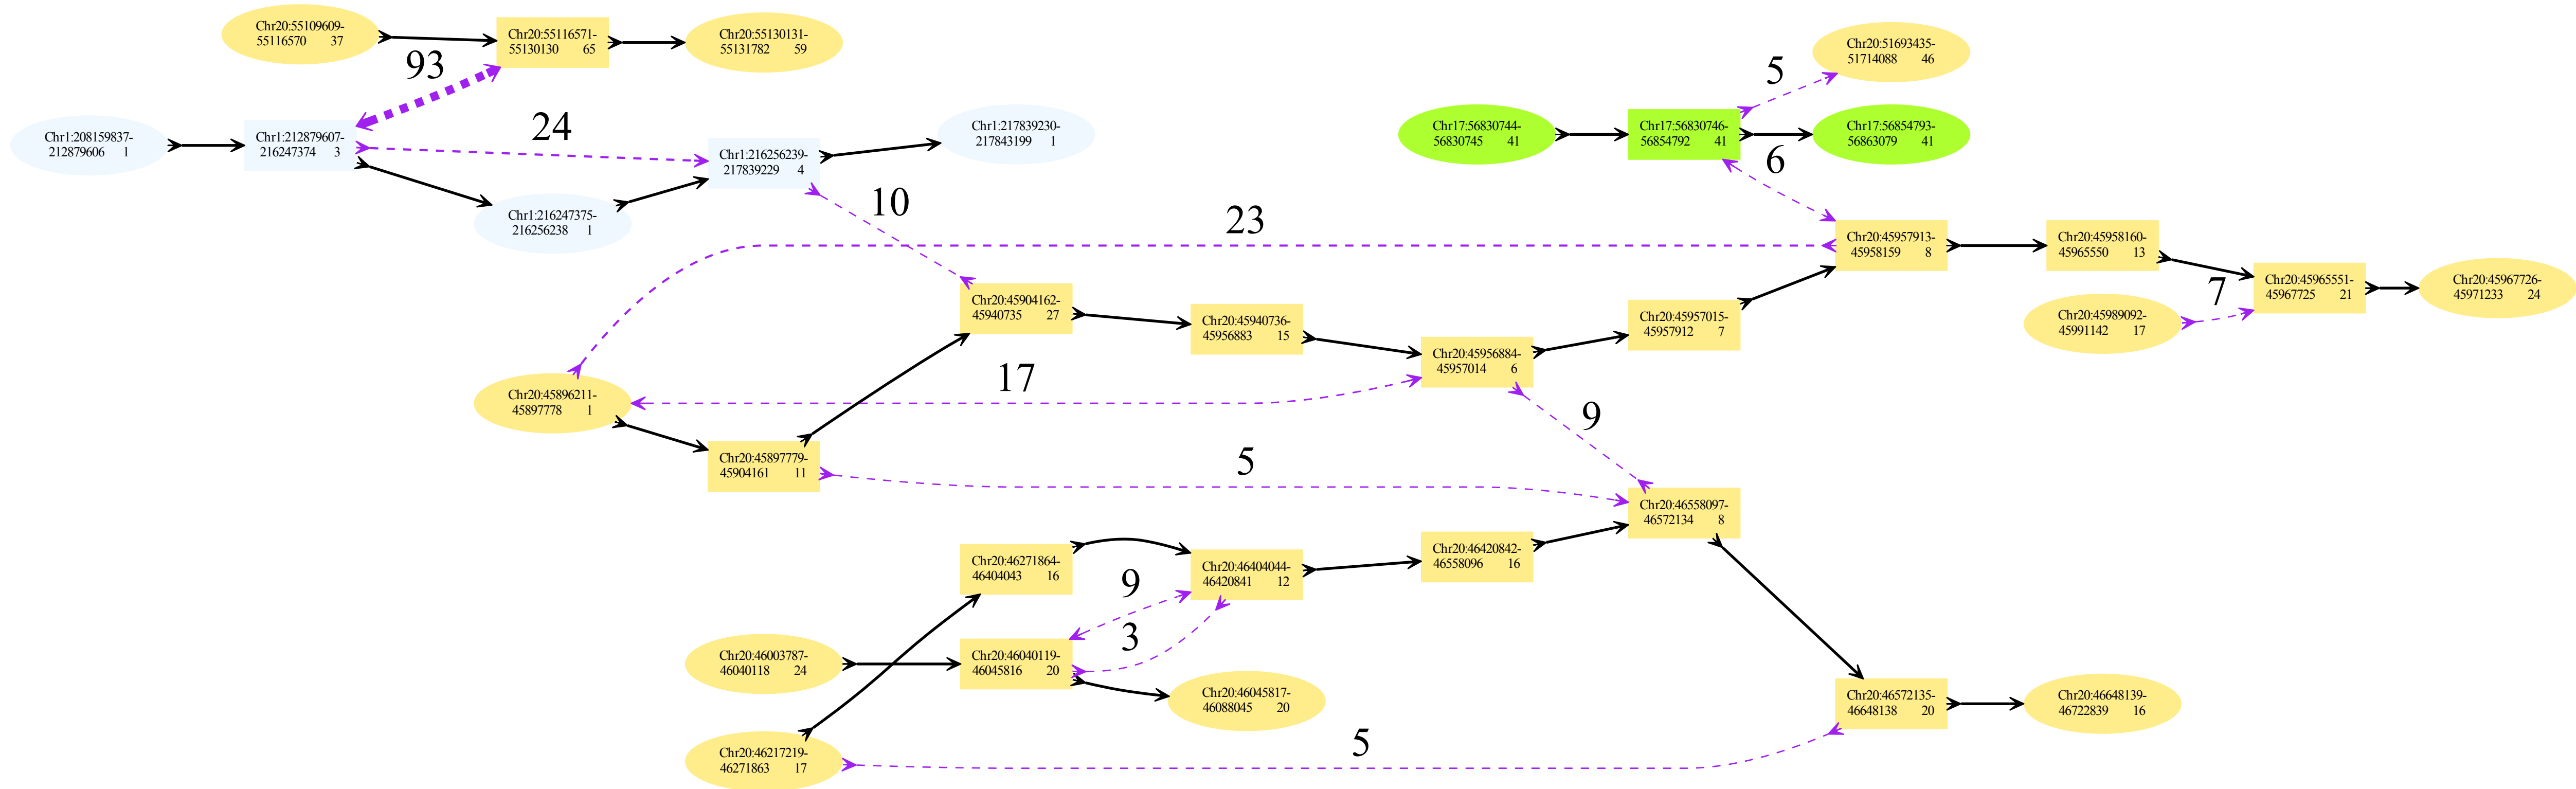 Chr20:55109609-
55116570 37
Chr20:55116571-
55130130 65
Chr20:55130131-
55131782 59
93
Chr1:208159837-
212879606 1
Chr1:212879607-
216247374 3
24
Chr1:216256239-
217839229 4
Chr1:217839230-
217843199 1
Chr1:216247375-
216256238 1
10
Chr20:51693435-
51714088 46
5
Chr17:56830744-
56830745 41
Chr17:56830746-
56854792 41
Chr17:56854793-
56863079 41
6
23
Chr20:45957913-
45958159 8
Chr20:45958160-
45965550 13
Chr20:45965551-
45967725 21
Chr20:45967726-
45971233 24
7
Chr20:45989092-
45991142 17
Chr20:45904162-
45940735 27
Chr20:45940736-
45956883 15
Chr20:45956884-
45957014 6
Chr20:45957015-
45957912 7
17
Chr20:45896211-
45897778 1
9
Chr20:45897779-
45904161 11
5
Chr20:46558097-
46572134 8
Chr20:46271864-
46404043 16
Chr20:46404044-
46420841 12
Chr20:46420842-
46558096 16
9
3
Chr20:46003787-
46040118 24
Chr20:46040119-
46045816 20
Chr20:46045817-
46088045 20
Chr20:46572135-
46648138 20
Chr20:46648139-
46722839 16
Chr20:46217219-
46271863 17
5